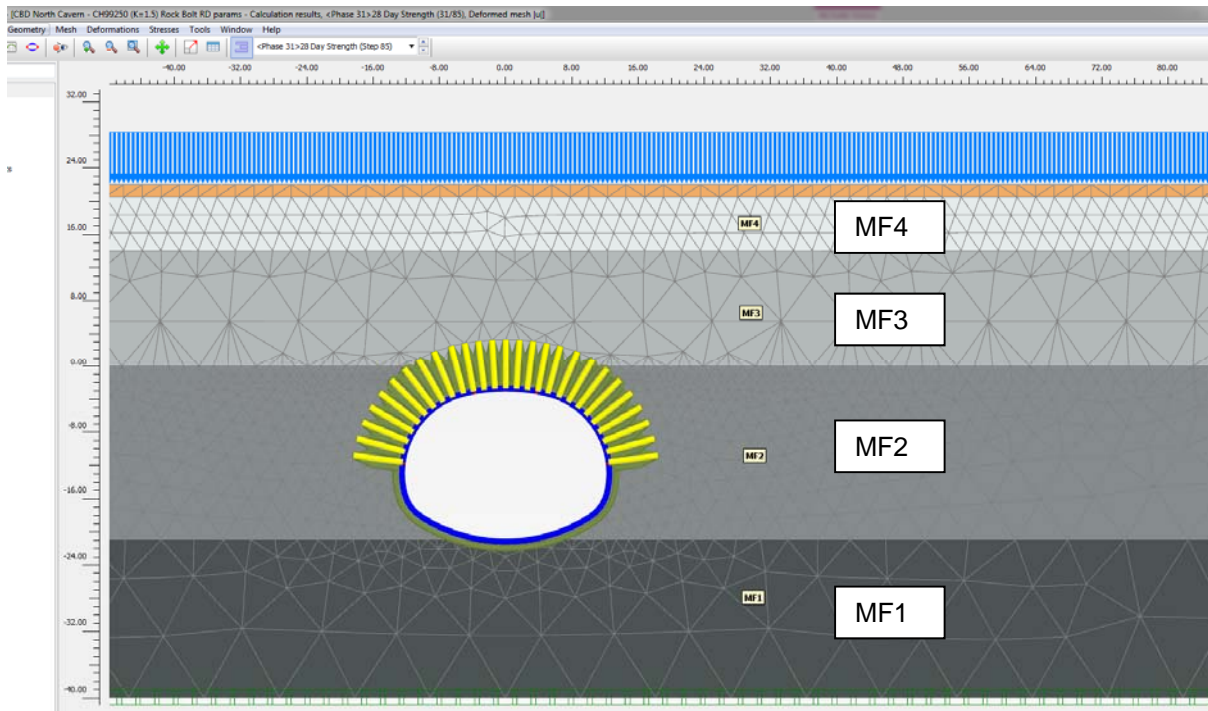 [CBD North Cavern - CH99250 (K=1.5) Rock Bolt RD params - Calculation results, <Phase 31>28 Day Strength (31/85), Deformed mesh |u|]
Geometry Mesh Deformations Stresses Tools Window Help
<Phase 31>28 Day Strength (Step 85)
-40.00 -32.00 -24.00 -16.00 -8.00 0.00 8.00 16.00 24.00 32.00 40.00 48.00 56.00 64.00 72.00 80.00
32.00
24.00
16.00
MF4 MF4
8.00
MF3 MF3
0.00
-8.00
MF2 MF2
-16.00
-24.00
MF1 MF1
-32.00
-40.00